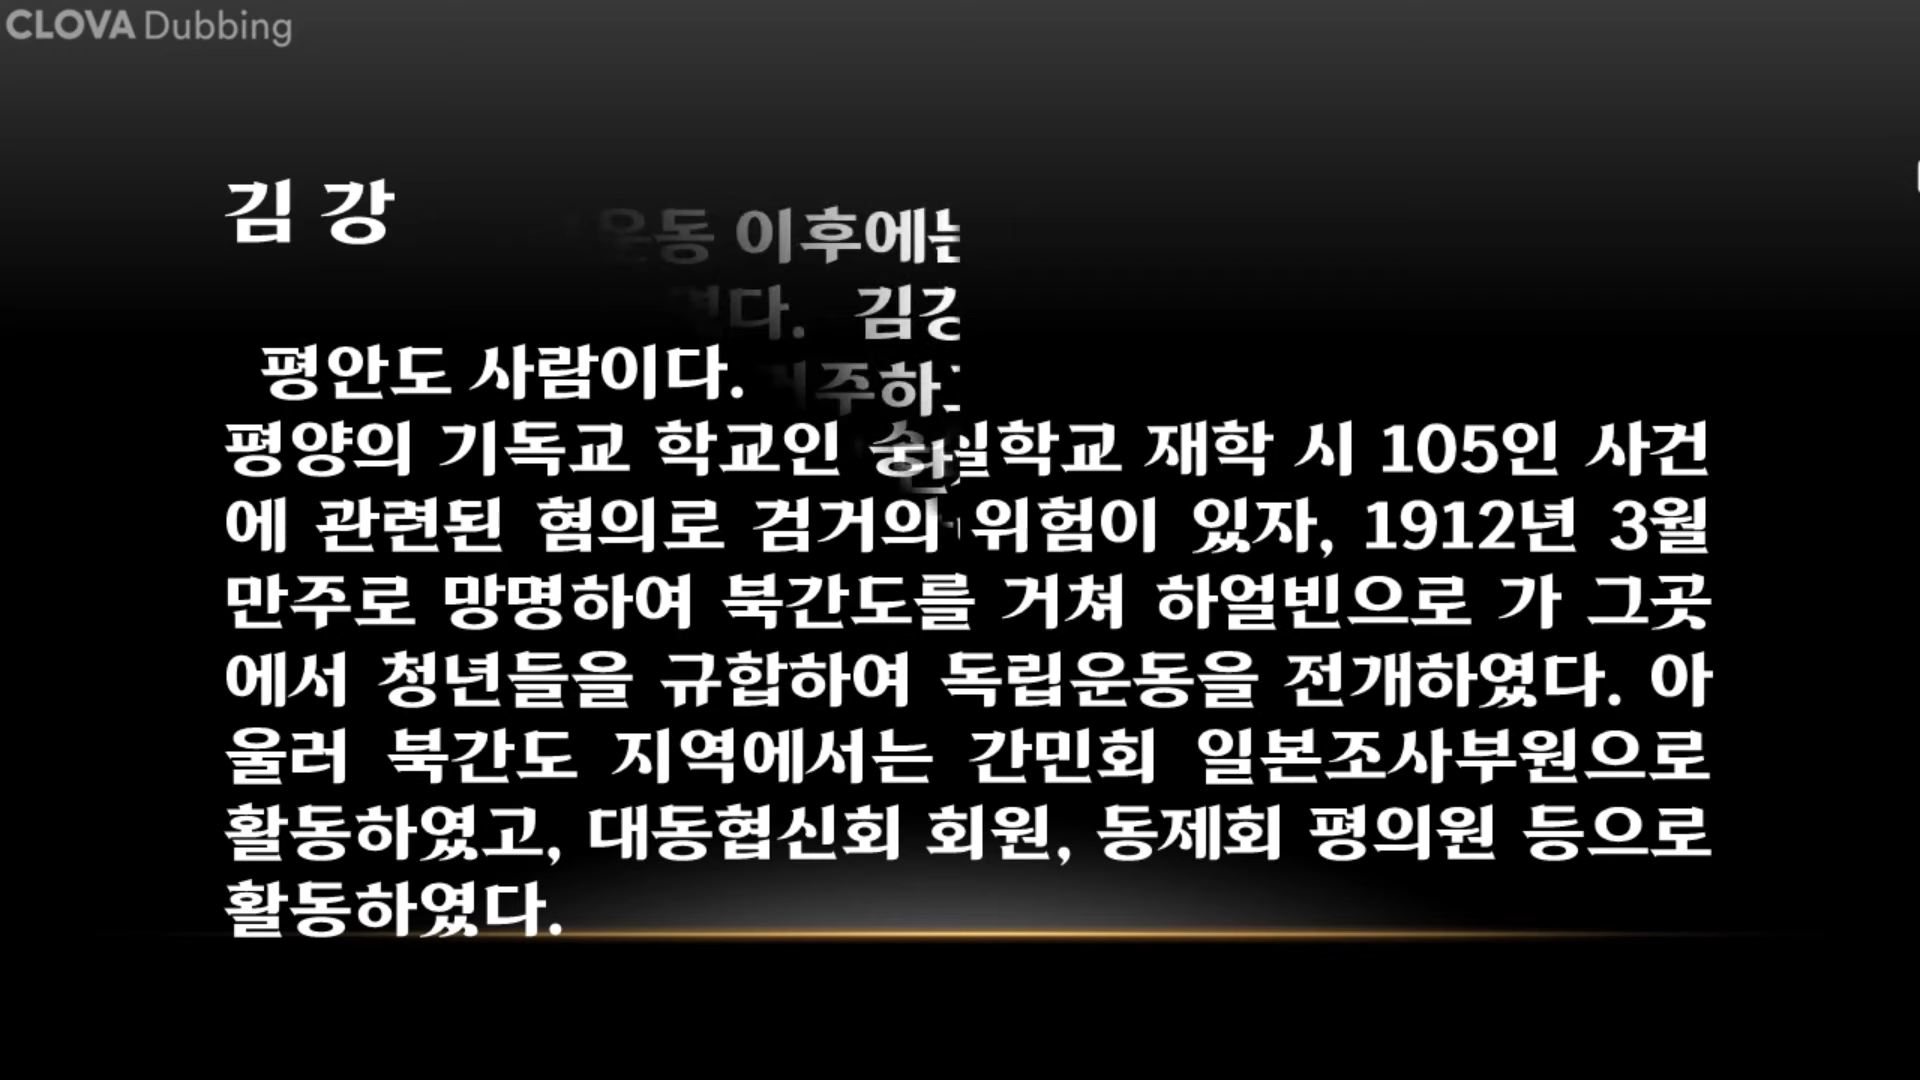 CLOVA Dubbing
김 강
운동 이후에는
평안도 사람이다.
평양의 기독교 학교인 숭실학교 재학 시 105인 사건
에 관련된 혐의로 검거의 위험이 있자, 1912년 3월
만주로 망명하여 북간도를 거쳐 하얼빈으로 가 그곳
에서 청년들을 규합하여 독립운동을 전개하였다. 아
울러 북간도 지역에서는 간민회 일본조사부원으로
활동하였고, 대동협신회 회원, 동제회 평의원 등으로
활동하였다.